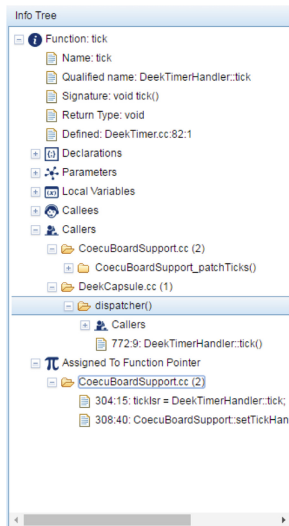 Info Tree
Function: tick
Name: tick
Qualified name: DeekTimerHandler::tick
Signature: void tick()
Return Type: void
Defined: DeekTimer.cc:82:1
Declarations
Parameters
Local Variables
Callees
Callers
CoecuBoardSupport.cc (2)
CoecuBoardSupport_patchTicks()
DeekCapsule.cc (1)
dispatcher()
Callers
772:9: DeekTimerHandler::tick()
Assigned To Function Pointer
CoecuBoardSupport.cc (2)
304:15: tickIsr = DeekTimerHandler::tick;
308:40: CoecuBoardSupport::setTickHan